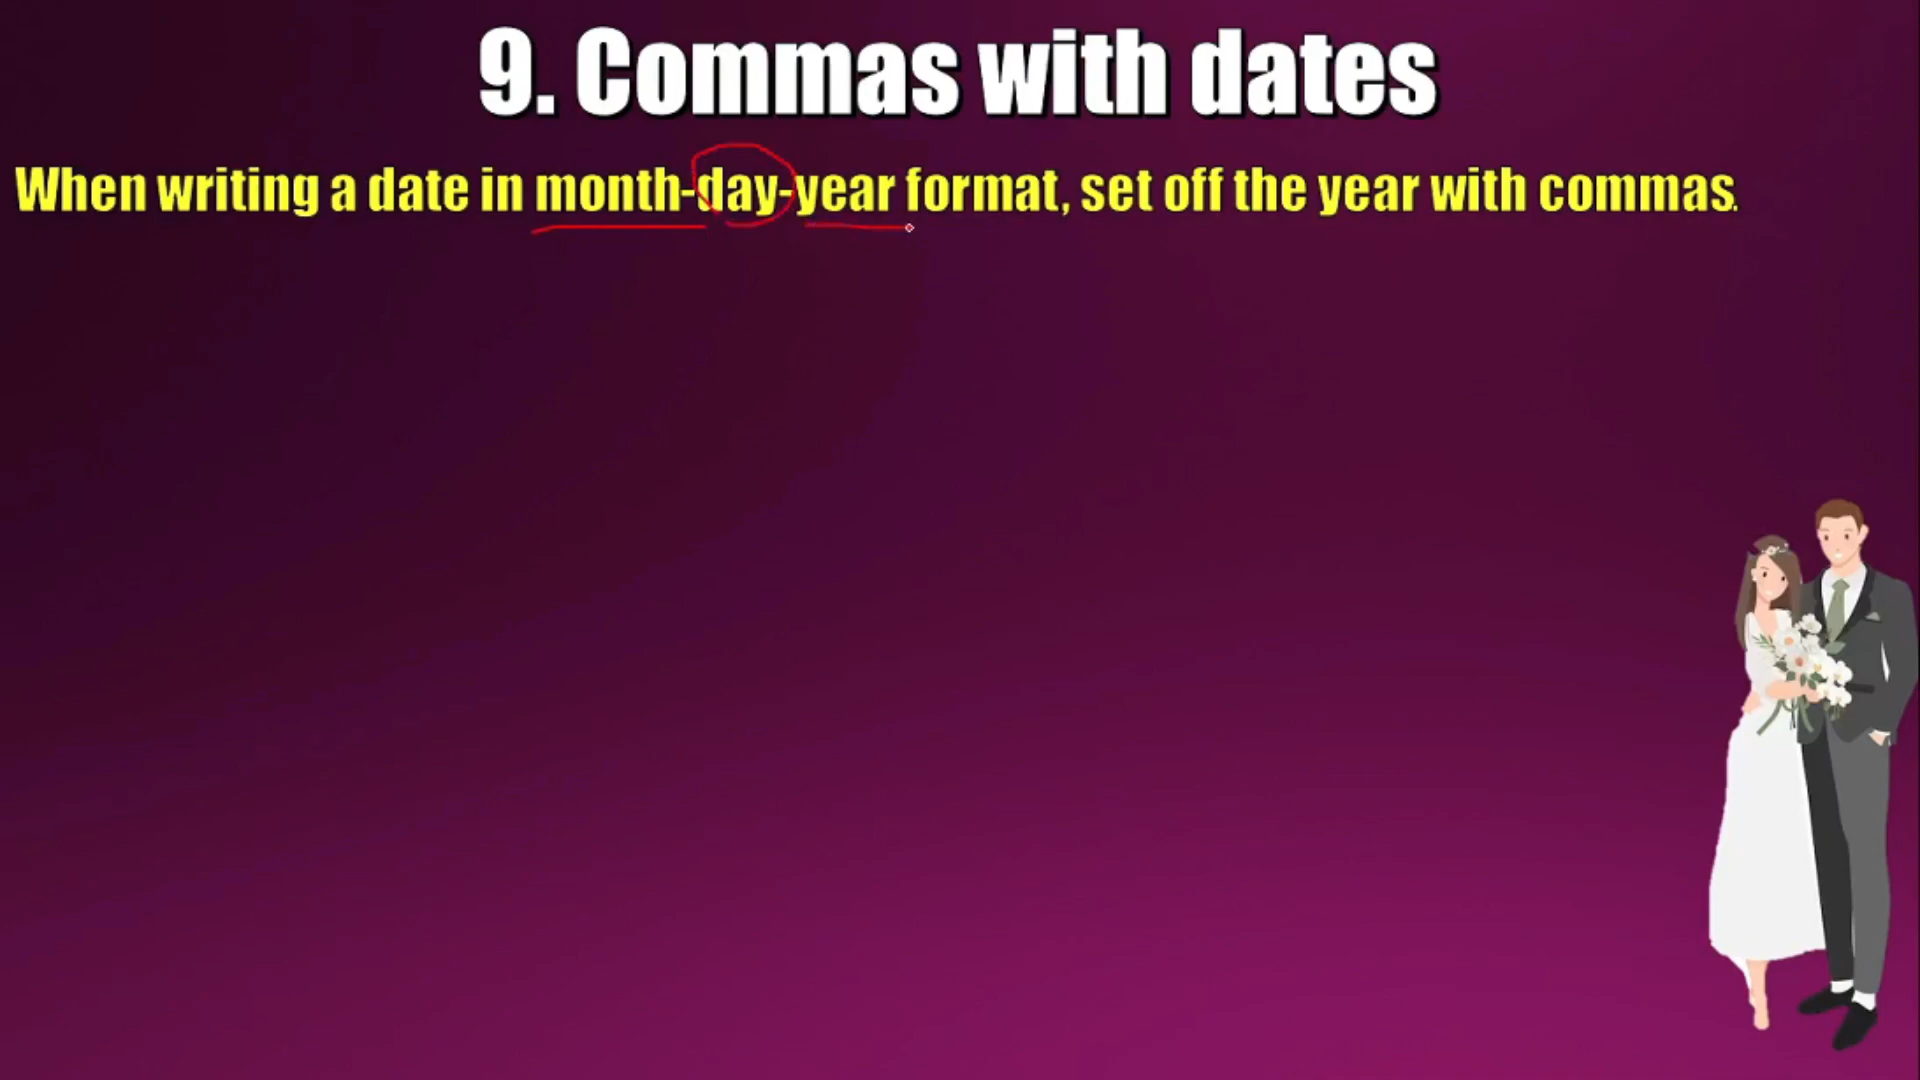 9. Commas with dates
When writing a date in month-day-year format, set off the year with commas.